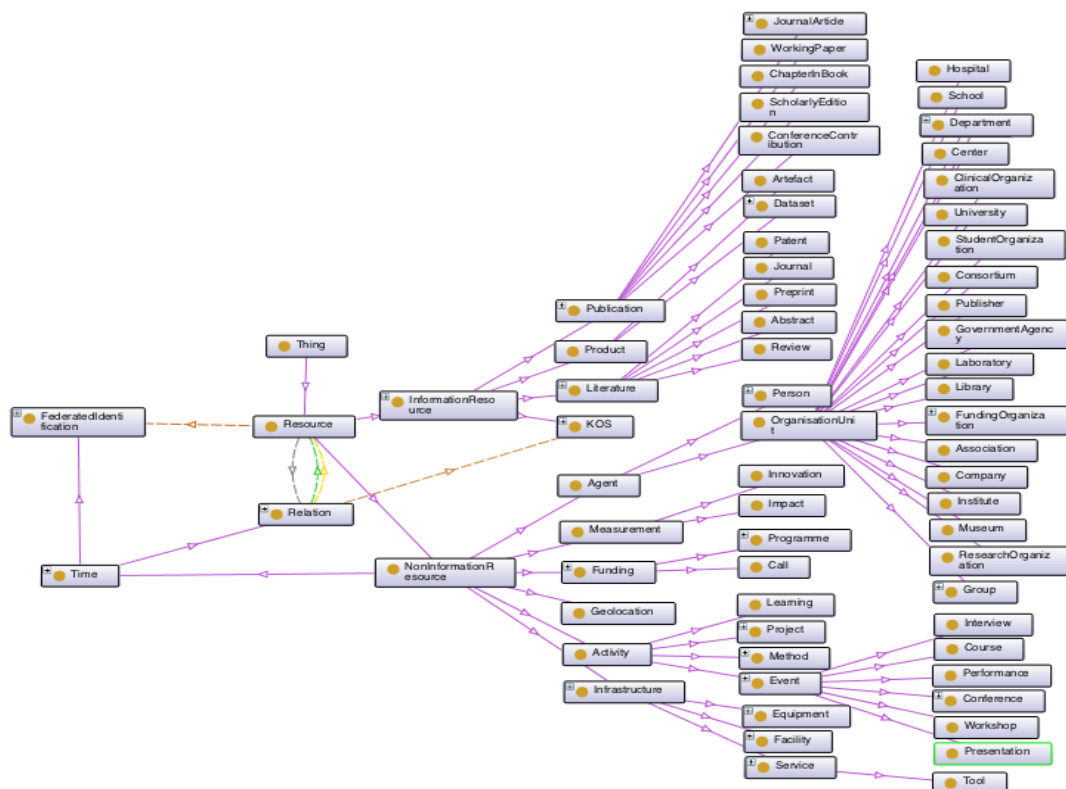 JournalArticle
WorkingPaper
ChapterInBook
ScholarlyEditio
n
ConferenceContr
ibution
Artefact
Dataset
Patent
Journal
Preprint
Abstract
Review
Publication
Product
Literature
KOS
Thing
InformationReso
urce
FederatedIdenti
fication
Resource
Relation
Time
NonInformationR
esource
Agent
Measurement
Funding
Geolocation
Activity
Infrastructure
Person
OrganisationUni
t
Innovation
Impact
Programme
Call
Learning
Project
Method
Event
Equipment
Facility
Service
Hospital
School
Department
Center
ClinicalOrganiz
ation
University
StudentOrganiza
tion
Consortium
Publisher
GovernmentAgenc
y
Laboratory
Library
FundingOrganiza
tion
Association
Company
Institute
Museum
ResearchOrganiz
ation
Group
Interview
Course
Performance
Conference
Workshop
Presentation
Tool